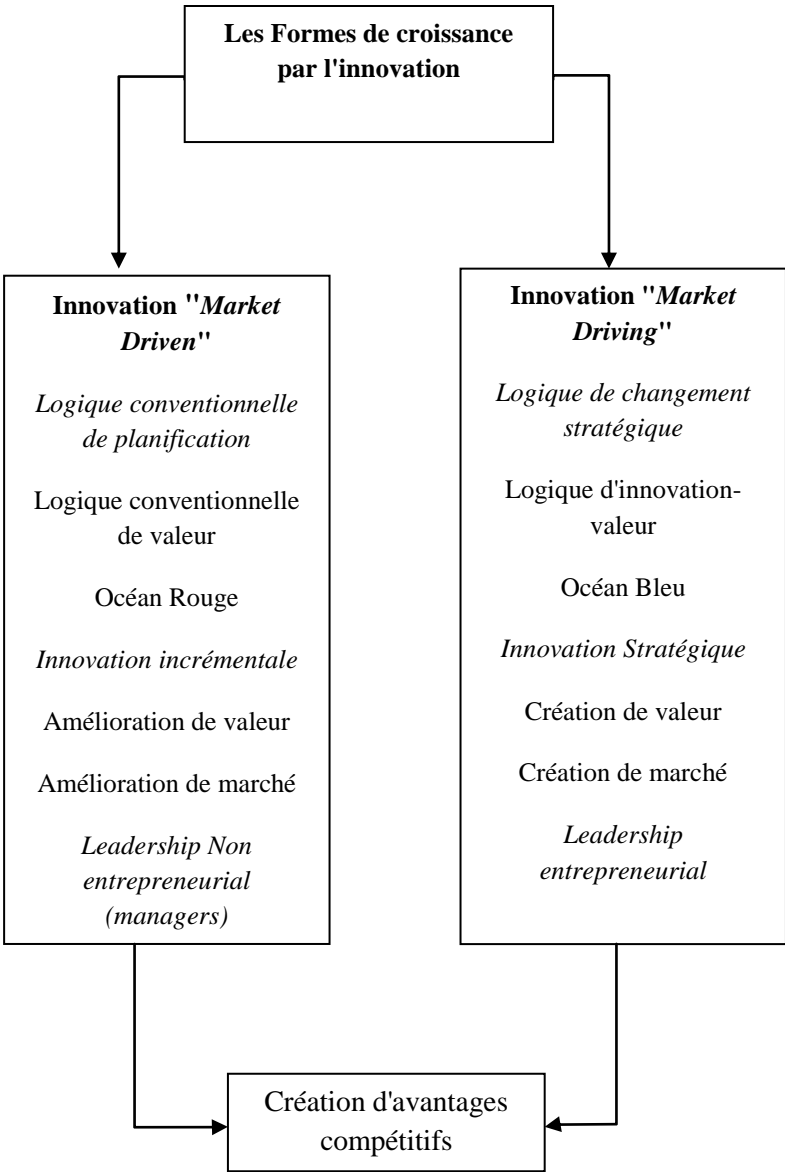 Les Formes de croissance
par l'innovation
Innovation "Market
Driven"
Logique conventionnelle
de planification
Logique conventionnelle
de valeur
Océan Rouge
Innovation incrémentale
Amélioration de valeur
Amélioration de marché
Leadership Non
entrepreneurial
(managers)
Innovation "Market
Driving"
Logique de changement
stratégique
Logique d'innovation-
valeur
Océan Bleu
Innovation Stratégique
Création de valeur
Création de marché
Leadership
entrepreneurial
Création d'avantages
compétitifs